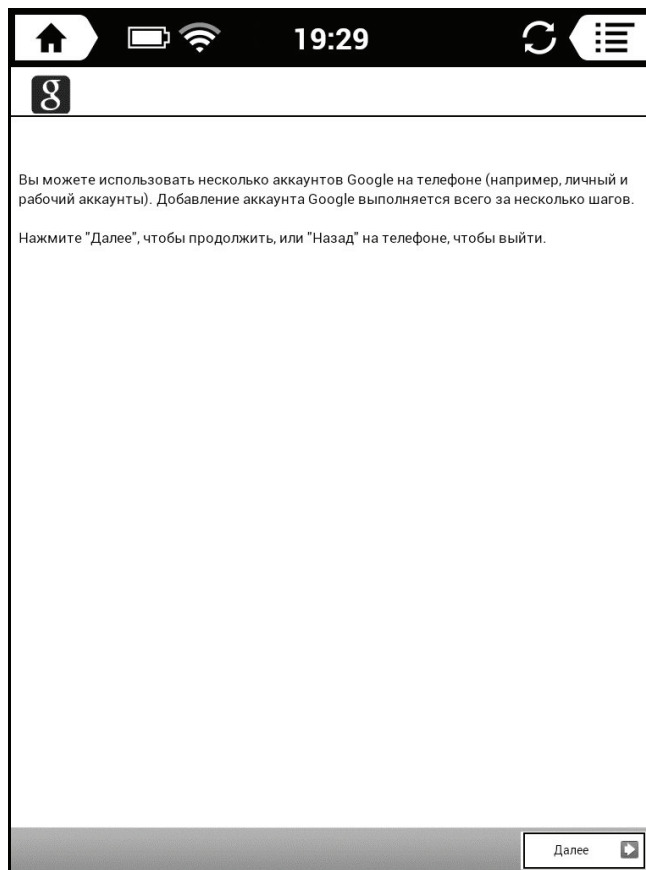 19:29
g
Вы можете использовать несколько аккаунтов Google на телефоне (например, личный и
рабочий аккаунты). Добавление аккаунта Google выполняется всего за несколько шагов.
Нажмите "Далее", чтобы продолжить, или "Назад" на телефоне, чтобы выйти.
Далее